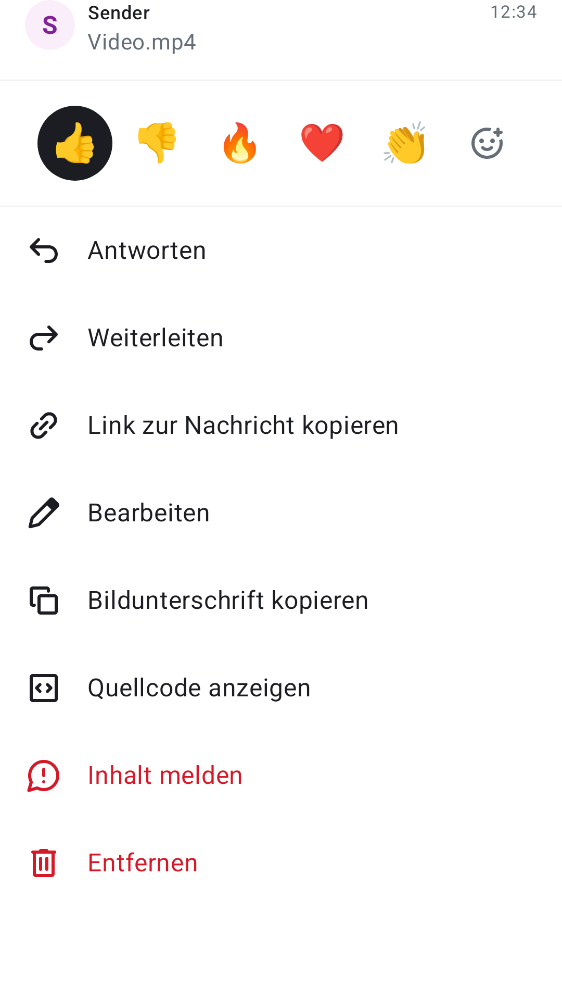 S
Sender
12:34
Video.mp4
Antworten
Weiterleiten
Link zur Nachricht kopieren
Bearbeiten
Bildunterschrift kopieren
Quellcode anzeigen
Inhalt melden
Entfernen